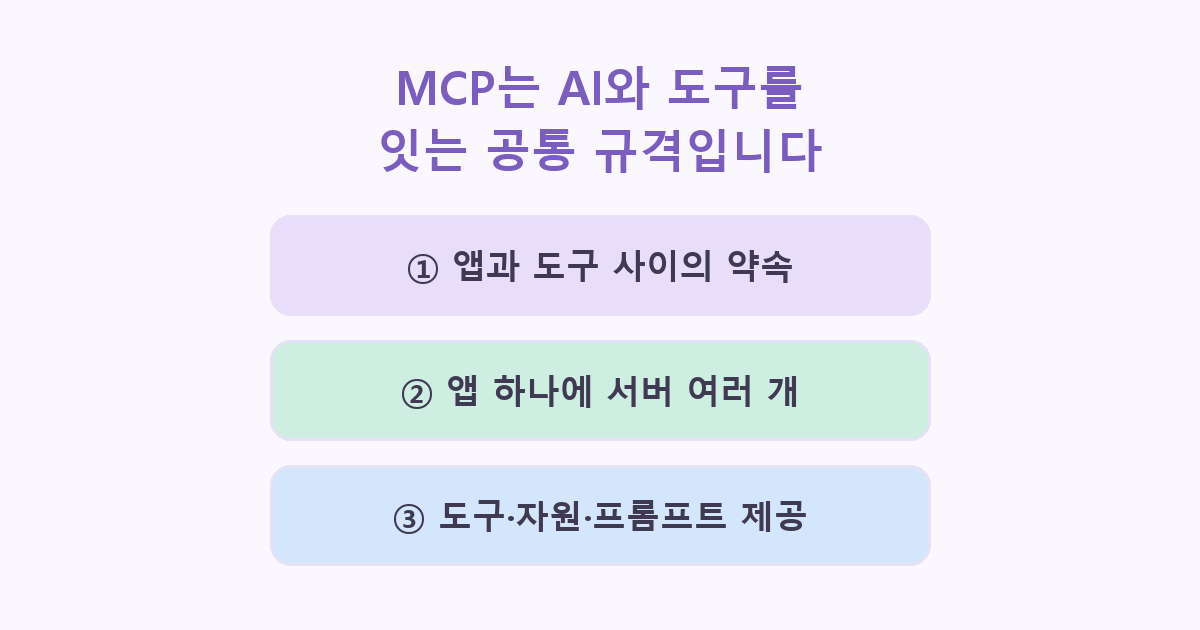 MCP는 AI와 도구를
잇는 공통 규격입니다
① 앱과 도구 사이의 약속
② 앱 하나에 서버 여러 개
③ 도구·자원·프롬프트 제공